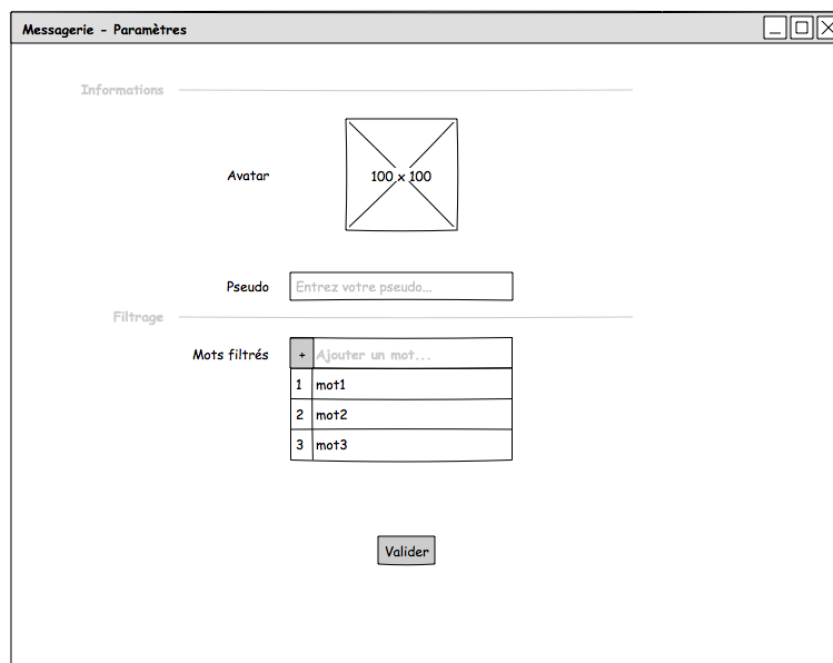 Messagerie - Paramètres
Informations
Avatar
100 x 100
Pseudo
Entrez votre pseudo...
Filtrage
Mots filtrés
+ Ajouter un mot...
1 mot1
2 mot2
3 mot3
Valider